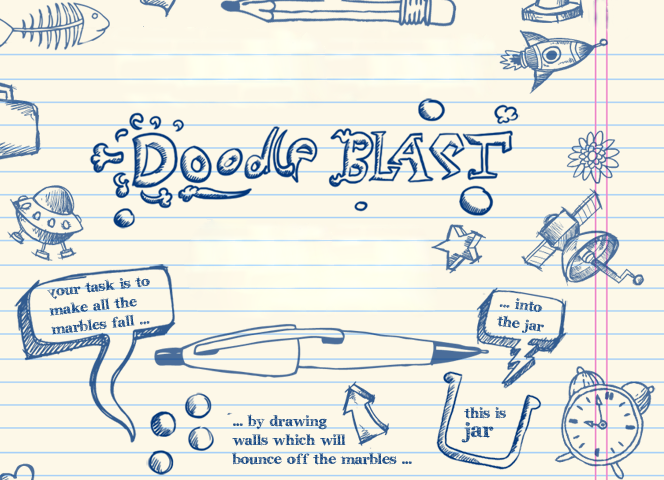 Doodle BLAST
your task is to
make all the
marbles fall ...
... into
the jar
... by drawing
walls which will
bounce off the marbles ...
this is
jar